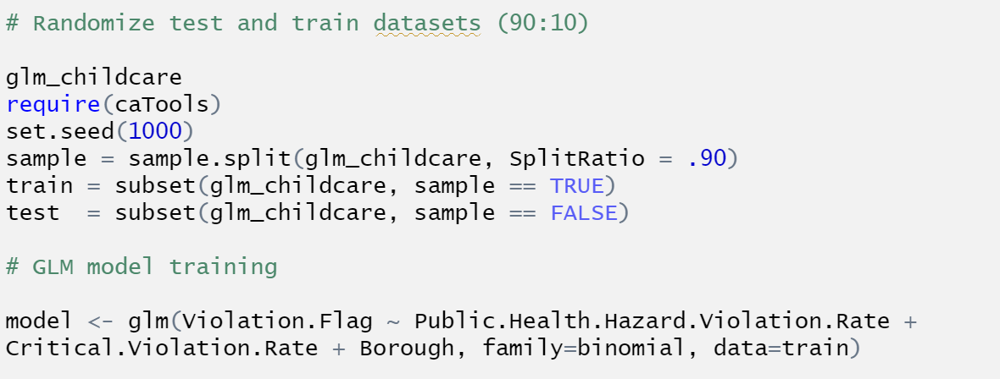 # Randomize test and train datasets (90:10)
glm_childcare
require(caTools)
set.seed(1000)
sample = sample.split(glm_childcare, SplitRatio = .90)
train = subset(glm_childcare, sample == TRUE)
test  = subset(glm_childcare, sample == FALSE)
# GLM model training
model <- glm(Violation.Flag ~ Public.Health.Hazard.Violation.Rate +
Critical.Violation.Rate + Borough, family=binomial, data=train)